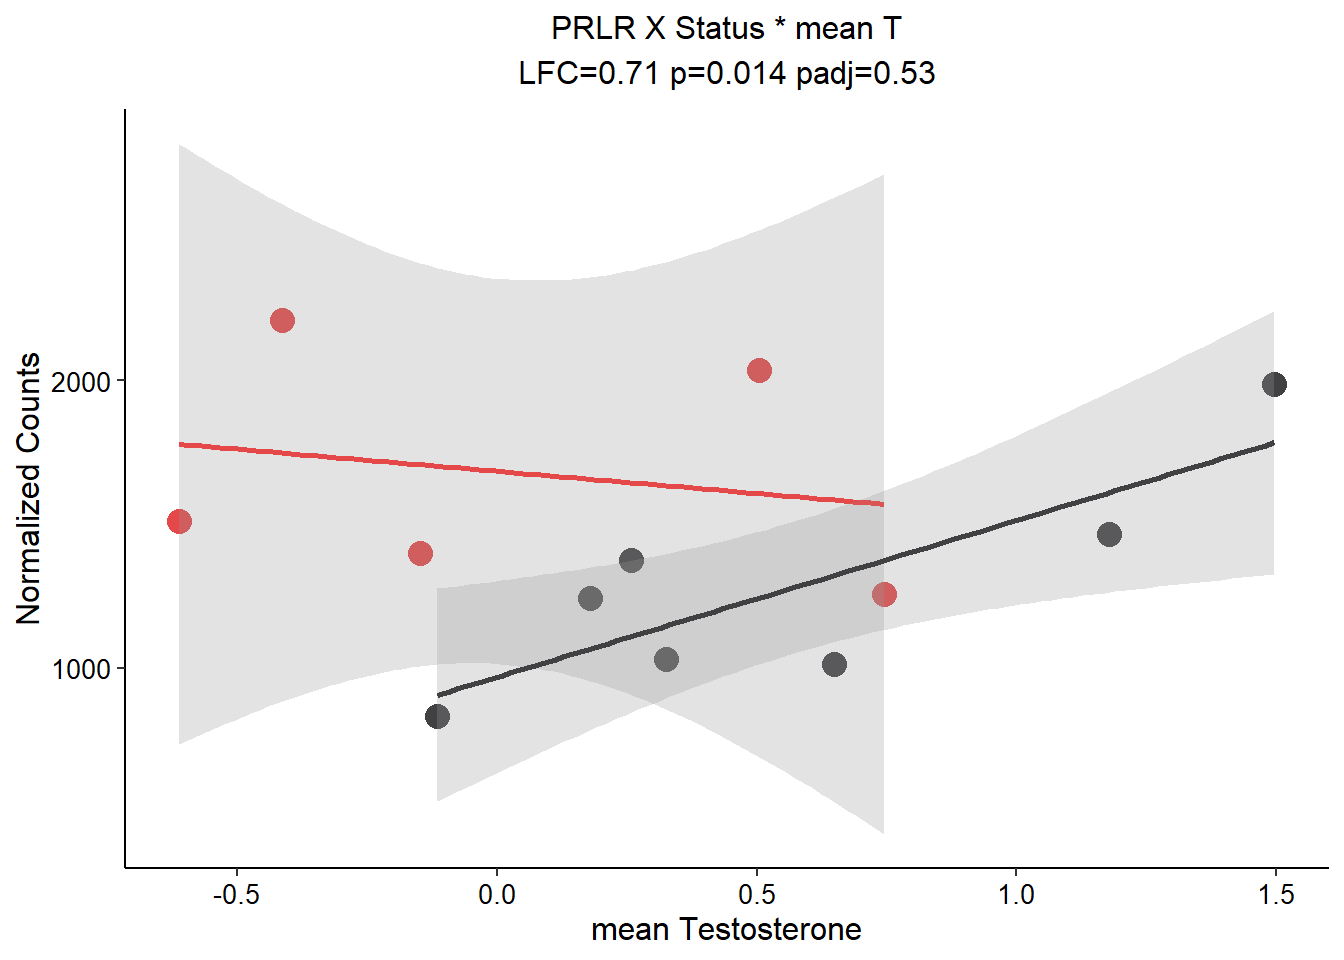 PRLR X Status * mean T
LFC=0.71 p=0.014 padj=0.53
Normalized Counts
2000
1000
-0.5 0.0 0.5 1.0 1.5
mean Testosterone